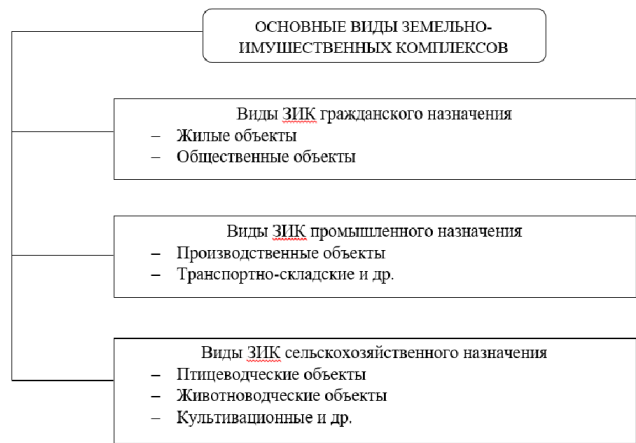 ОСНОВНЫЕ ВИДЫ ЗЕМЕЛЬНО-
ИМУЩЕСТВЕННЫХ КОМПЛЕКСОВ
Виды ЗИК гражданского назначения
– Жилые объекты
– Общественные объекты
Виды ЗИК промышленного назначения
– Производственные объекты
– Транспортно-складские и др.
Виды ЗИК сельскохозяйственного назначения
– Птицеводческие объекты
– Животноводческие объекты
– Культивационные и др.